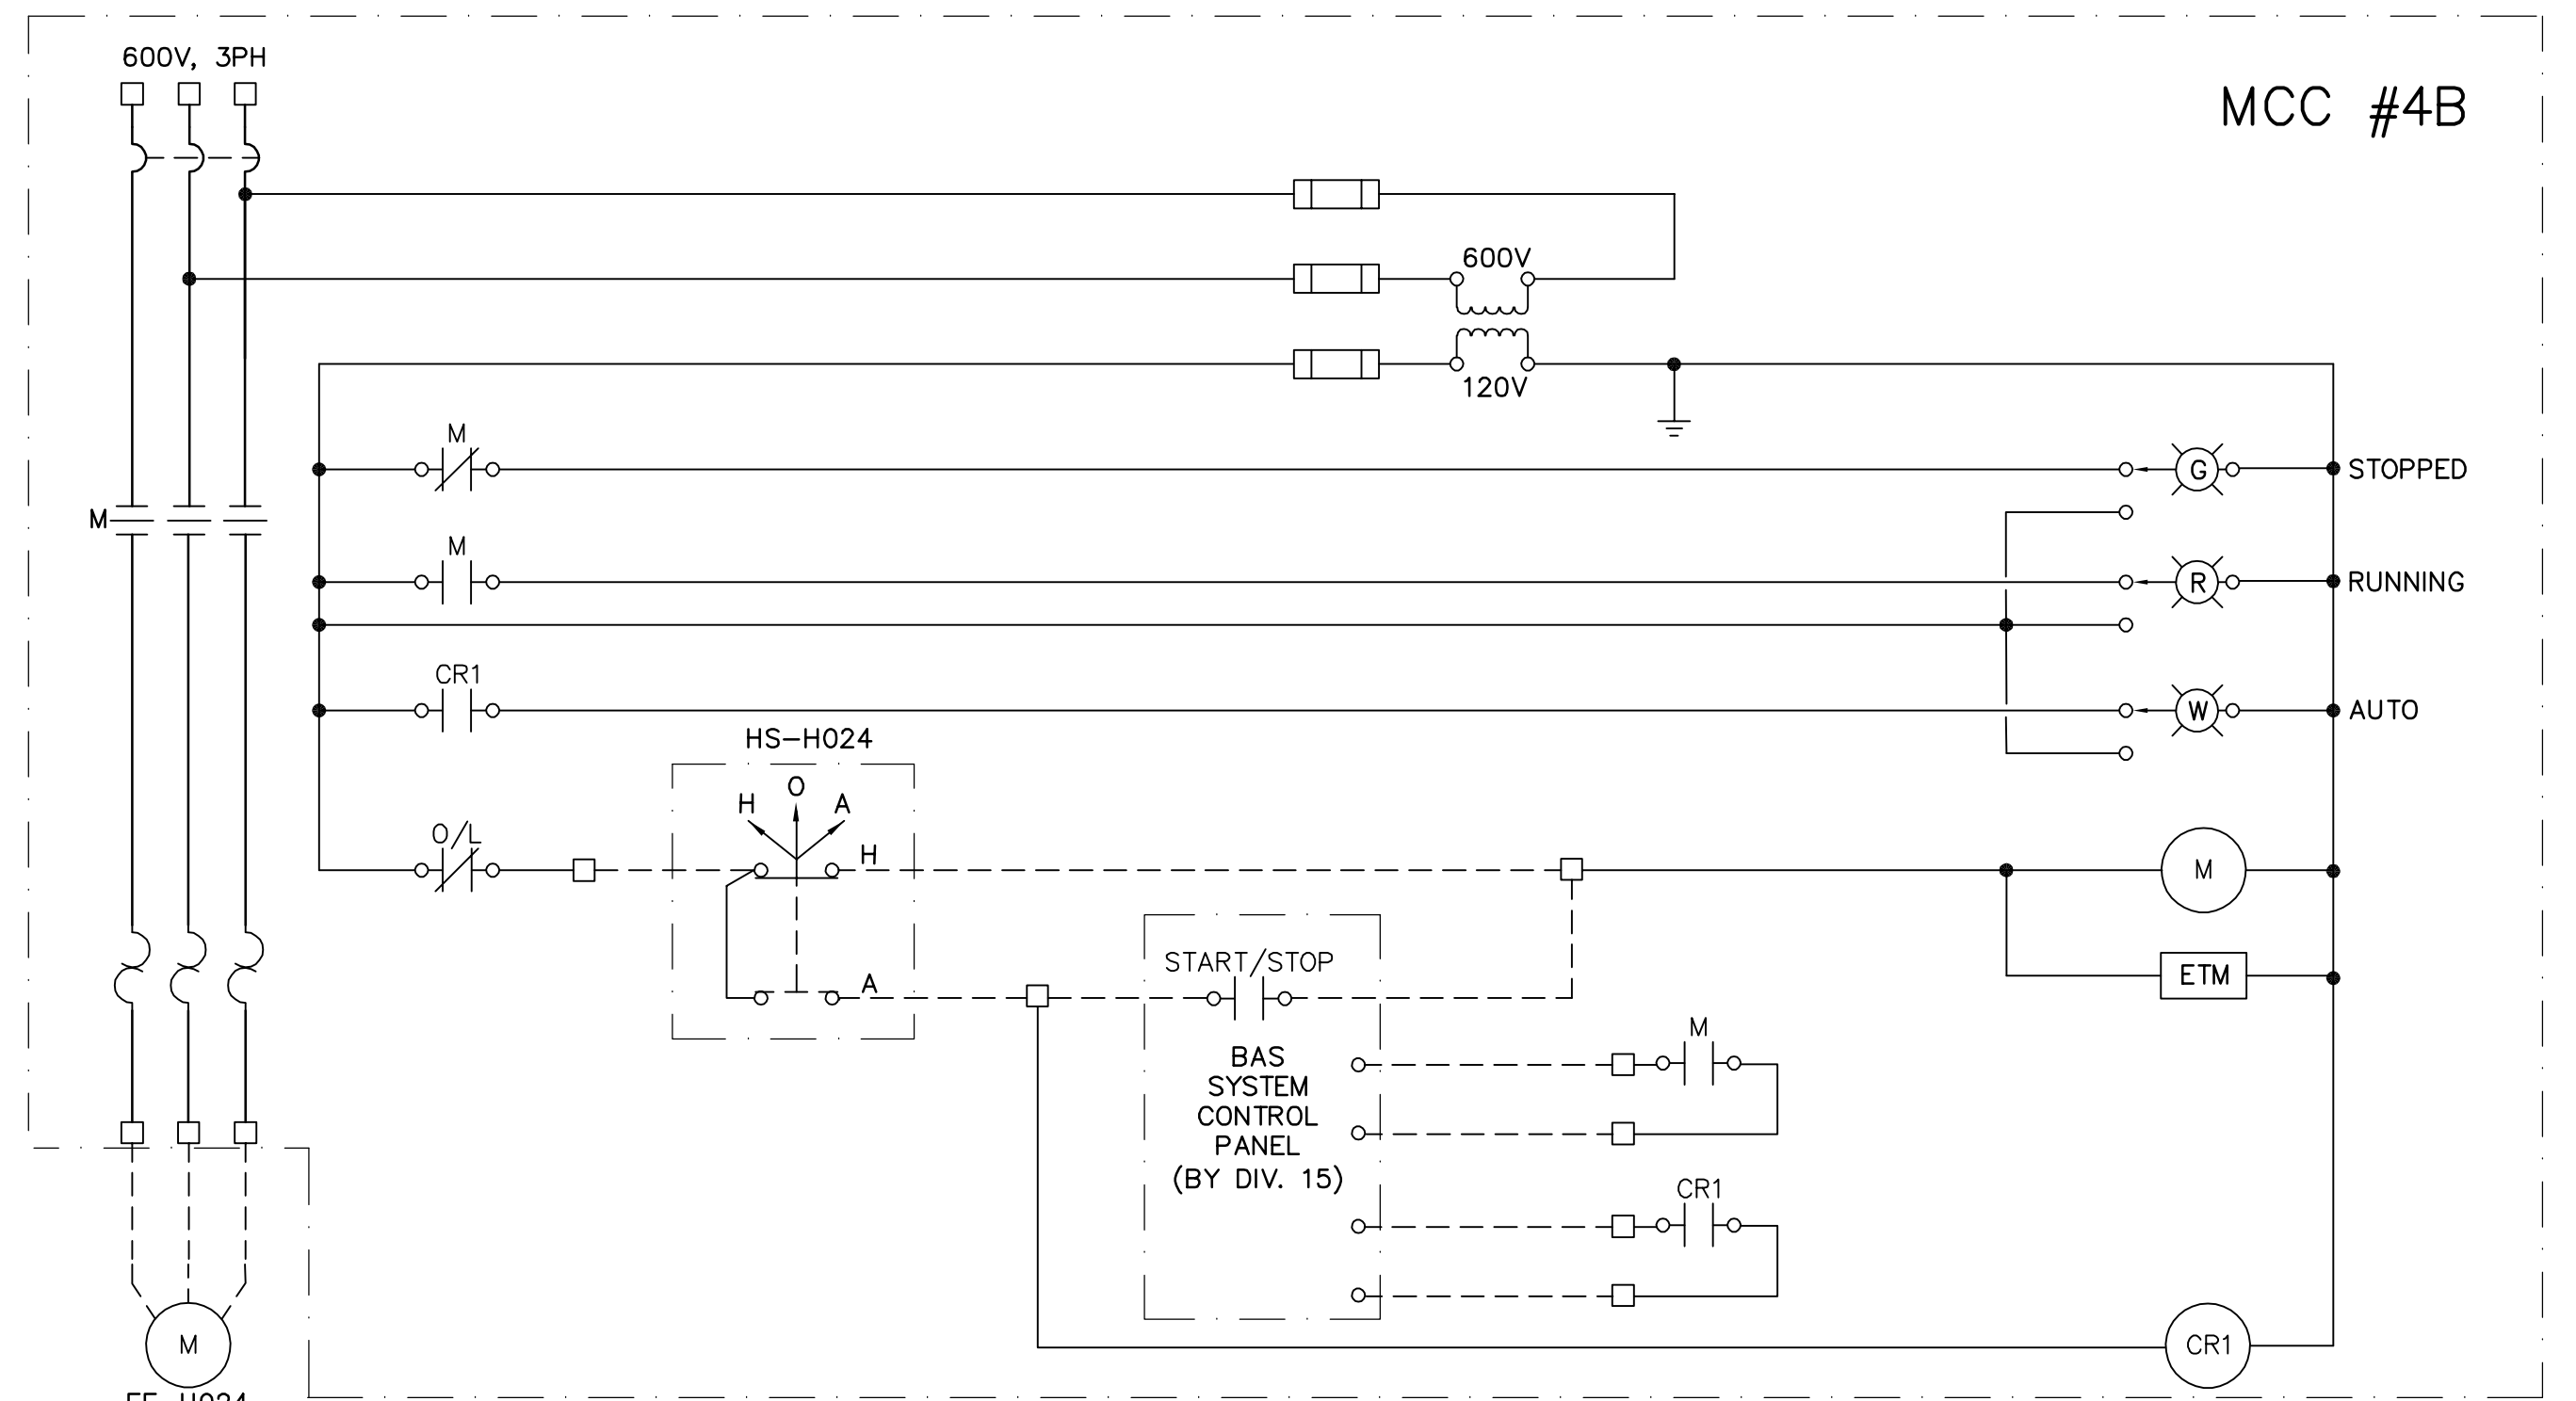 600V, 3PH
MCC #4B
600V
120V
M
G
STOPPED
M
M
R
RUNNING
CR1
W
AUTO
HS-H024
H
O
A
O/L
H
M
START/STOP
A
ETM
M
BAS
SYSTEM
CONTROL
PANEL
(BY DIV. 15)
CR1
M
CR1